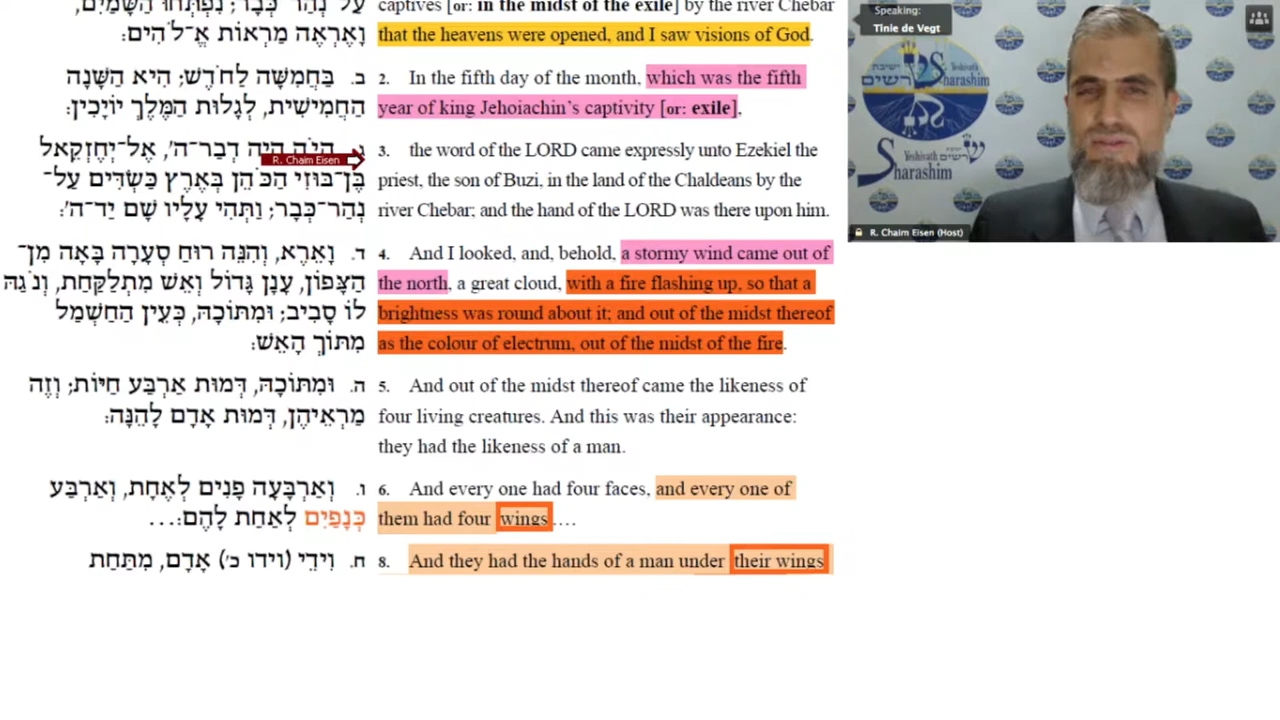 עַל נְהַר־כְּבָר; נִפְתְּחוּ הַשָּׁמַיִם,
וָאֶרְאֶה מַרְאוֹת אֱ־לֹהִים:
captives [or: in the midst of the exile] by the river Chebar
that the heavens were opened, and I saw visions of God.
ב. בַּחֲמִשָּׁה לַחֹדֶשׁ; הִיא הַשָּׁנָה
הַחֲמִישִׁית, לְגָלוּת הַמֶּלֶךְ יוֹיָכִין:
2. In the fifth day of the month, which was the fifth
year of king Jehoiachin’s captivity [or: exile],
הָיָה דְבַר־ה׳, אֶל־יְחֶזְקֵאל
בֶּן־בּוּזִי הַכֹּהֵן בְּאֶרֶץ כַּשְׂדִּים עַל־
נְהַר־כְּבָר; וַתְּהִי עָלָיו שָׁם יַד־ה׳:
R. Chaim Eisen
3. the word of the LORD came expressly unto Ezekiel the
priest, the son of Buzi, in the land of the Chaldeans by the
river Chebar; and the hand of the LORD was there upon him.
ד. וָאֵרֶא, וְהִנֵּה רוּחַ סְעָרָה בָּאָה מִן־
הַצָּפוֹן, עָנָן גָּדוֹל וְאֵשׁ מִתְלַקַּחַת, וְנֹגַהּ
לוֹ סָבִיב; וּמִתּוֹכָהּ, כְּעֵין הַחַשְׁמַל
מִתּוֹךְ הָאֵשׁ:
4. And I looked, and, behold, a stormy wind came out of
the north, a great cloud, with a fire flashing up, so that a
brightness was round about it; and out of the midst thereof
as the colour of electrum, out of the midst of the fire.
ה. וּמִתּוֹכָהּ, דְּמוּת אַרְבַּע חַיּוֹת; וְזֶה
מַרְאֵיהֶן, דְּמוּת אָדָם לָהֵנָּה:
5. And out of the midst thereof came the likeness of
four living creatures. And this was their appearance:
they had the likeness of a man.
ו. וְאַרְבָּעָה פָנִים לְאֶחָת, וְאַרְבַּע
כְּנָפַיִם לְאַחַת לָהֶם:…
6. And every one had four faces, and every one of
them had four wings….
ח. וִידֵי (וידו כ׳) אָדָם, מִתַּחַת
8. And they had the hands of a man under their wings
Speaking:
Tinie de Vegt
ישיבת
שרשים
Yeshivath
Sharashim
Yeshivath שרשים
Sharashim
R. Chaim Eisen (Host)